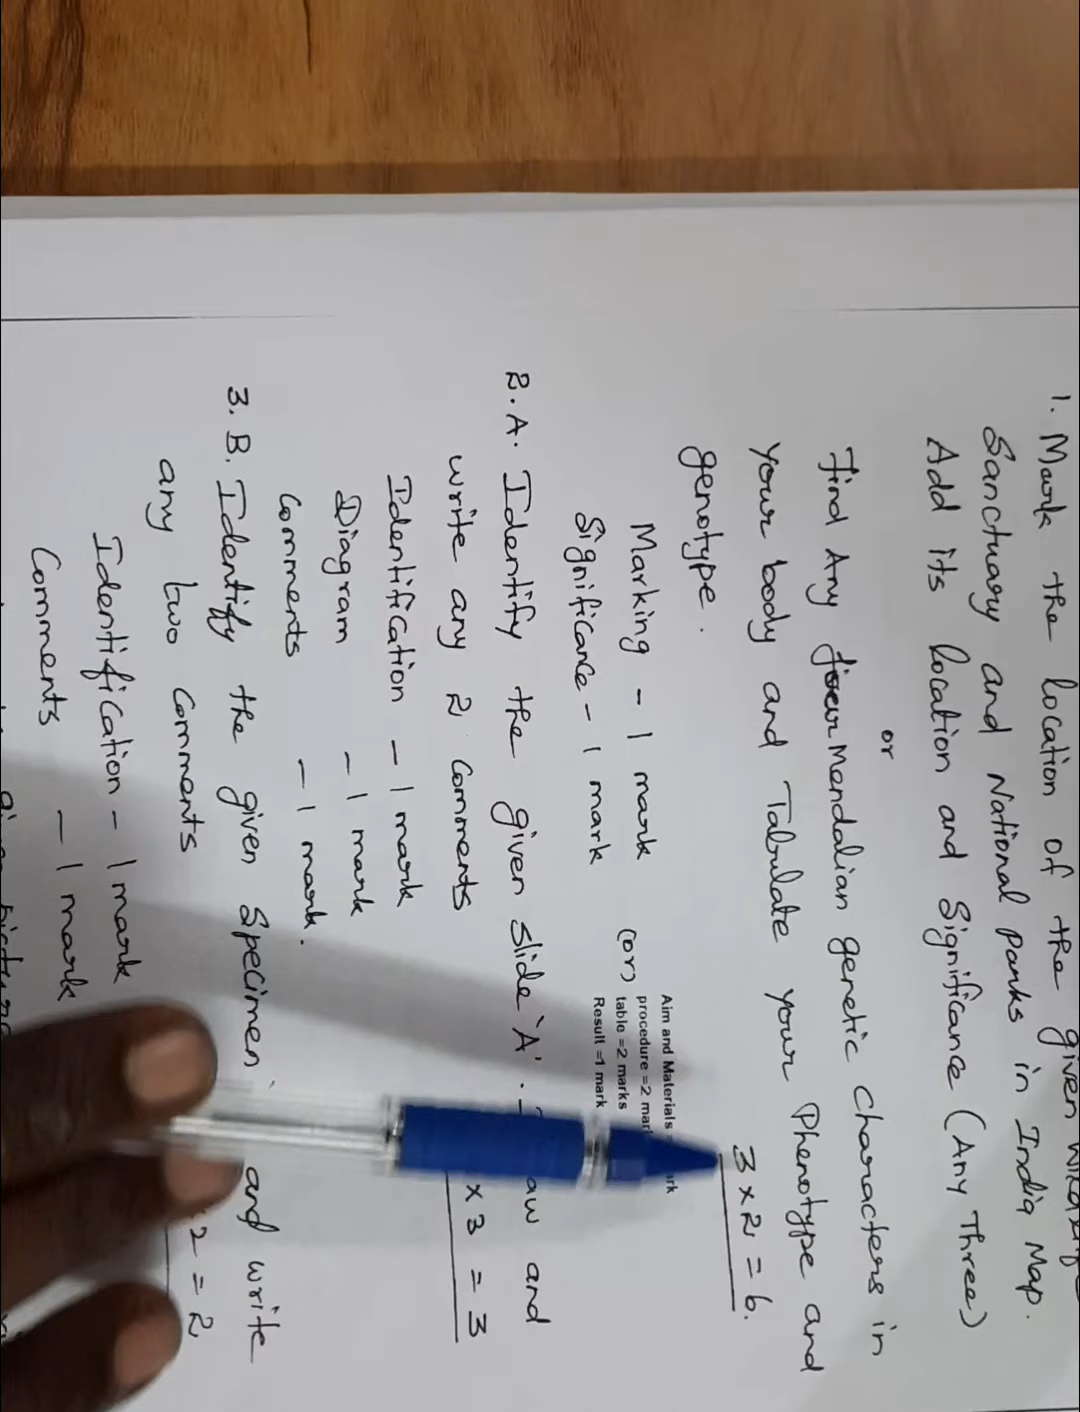 1. Mark the location of the given
Sanctuary and National parks in India Map.
Add its location and Significane (Any Three)
or
Find Any four Mendalian genetic characters in
your body and Tabulate your Phenotype and
genotype.
3 x 2 = 6.
Marking - 1 mark (or)
Significance - 1 mark
Aim and Materials
procedure =2
table =2 marks
Result =1 mark
2. A. Identify the given slide 'A'. and
write any 2 comments
x 3 = 3
Identification - 1 mark
Diagram - 1 mark
Comments - 1 mark.
3. B. Identify the given Specimen and write
any two comments
2 = 2
Identification - 1 mark
Comments - 1 mark